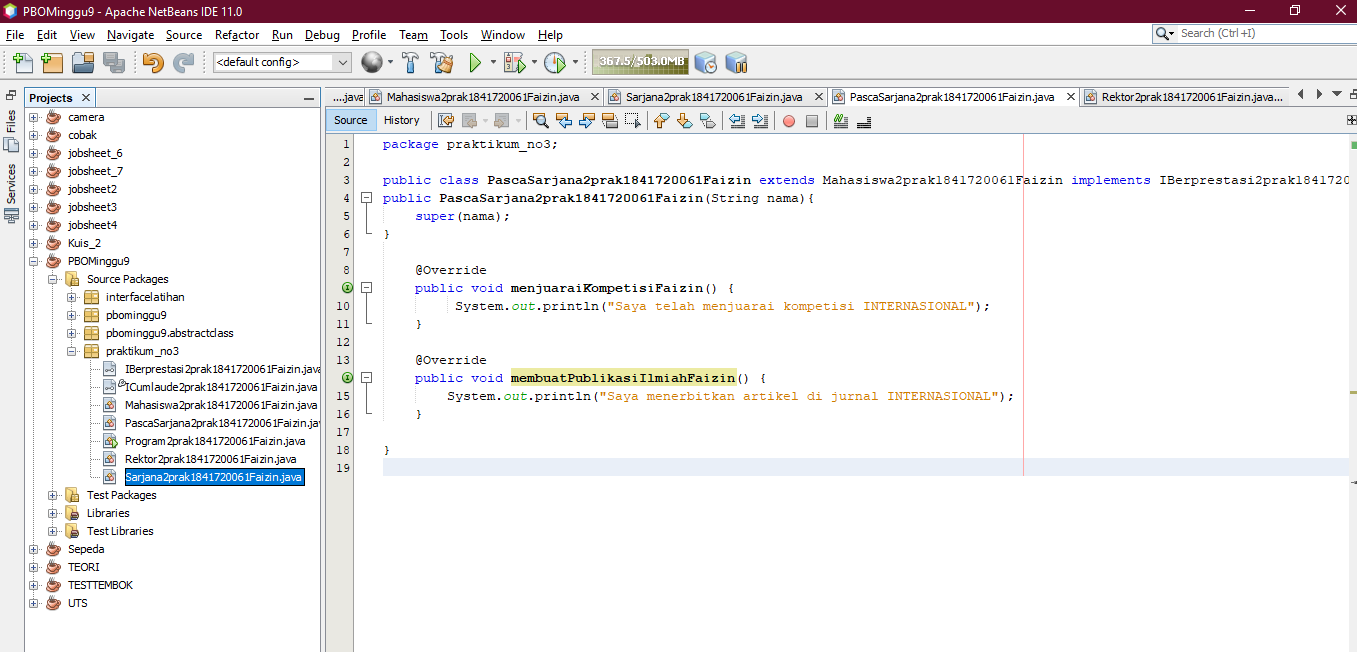 PBOMinggu9 - Apache NetBeans IDE 11.0
File Edit View Navigate Source Refactor Run Debug Profile Team Tools Window Help
Search (Ctrl+I)
<default config>
367.5/503.0MB
Files
Services
Projects
camera
cobak
jobsheet_6
jobsheet_7
jobsheet2
jobsheet3
jobsheet4
Kuis_2
PBOMinggu9
Source Packages
interfacelatihan
pbominggu9
pbominggu9.abstractclass
praktikum_no3
IBerprestasi2prak1841720061Faizin.java
ICumlaude2prak1841720061Faizin.java
Mahasiswa2prak1841720061Faizin.java
PascaSarjana2prak1841720061Faizin.jav
Program2prak1841720061Faizin.java
Rektor2prak1841720061Faizin.java
Sarjana2prak1841720061Faizin.java
Test Packages
Libraries
Test Libraries
Sepeda
TEORI
TESTTEMBOK
UTS
....java Mahasiswa2prak1841720061Faizin.java Sarjana2prak1841720061Faizin.java PascaSarjana2prak1841720061Faizin.java Rektor2prak1841720061Faizin.java...
Source History
1 package praktikum_no3;
2
3 public class PascaSarjana2prak1841720061Faizin extends Mahasiswa2prak1841720061Faizin implements IBerprestasi2prak1841720
4 public PascaSarjana2prak1841720061Faizin(String nama){
5 super(nama);
6 }
7
8 @Override
public void menjuaraiKompetisiFaizin() {
10 System.out.println("Saya telah menjuarai kompetisi INTERNASIONAL");
11 }
12
13 @Override
public void membuatPublikasiIlmiahFaizin() {
15 System.out.println("Saya menerbitkan artikel di jurnal INTERNASIONAL");
16 }
17
18 }
19